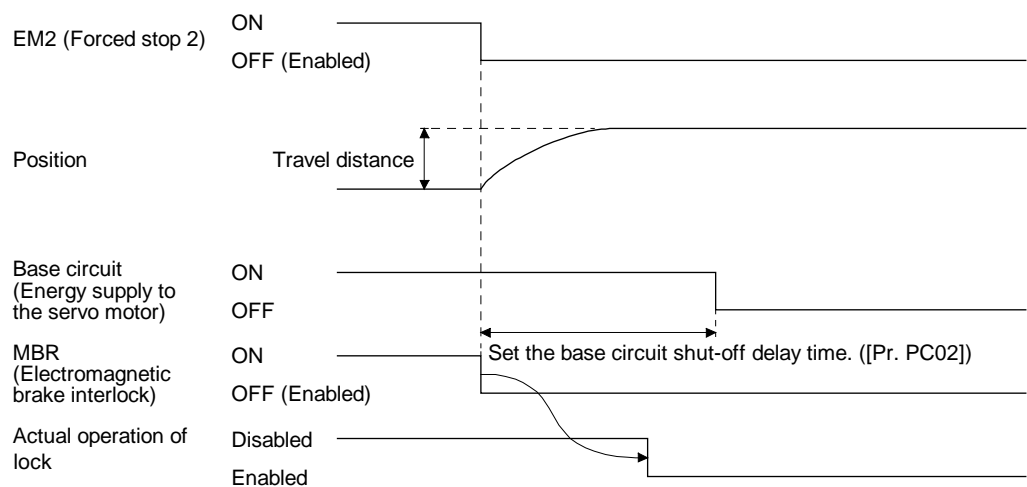 EM2 (Forced stop 2)
ON
OFF (Enabled)
Position
Travel distance
Base circuit
(Energy supply to
the servo motor)
ON
OFF
Set the base circuit shut-off delay time. ([Pr. PC02])
MBR
(Electromagnetic
brake interlock)
ON
OFF (Enabled)
Actual operation of
lock
Disabled
Enabled